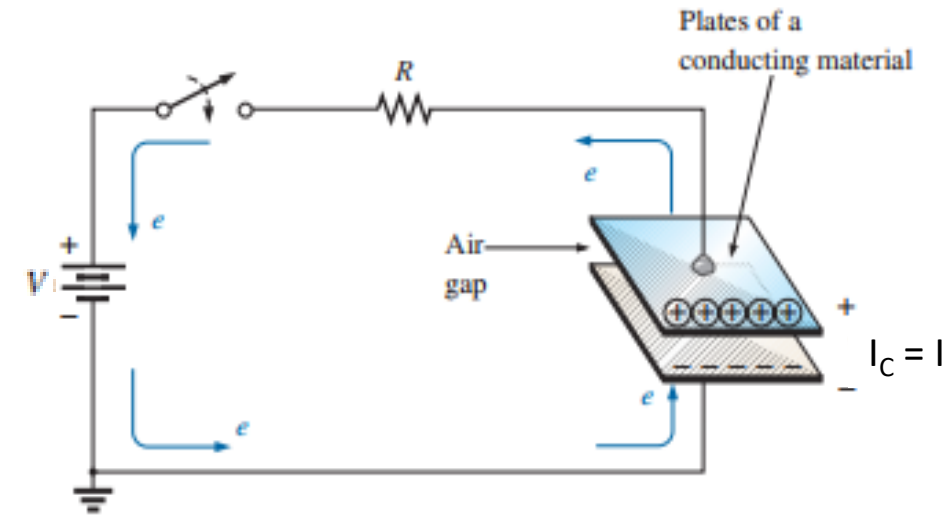 Plates of a
conducting material
R
e
e
Air
gap
+
V
−
+
I_C = I
−
e
e